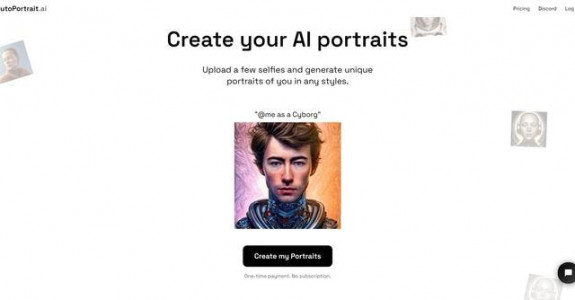 utoPortrait.ai
Pricing Discord Log
Create your AI portraits
Upload a few selfies and generate unique
portraits of you in any styles.
"@me as a Cyborg"
Create my Portraits
One-time payment. No subscription.